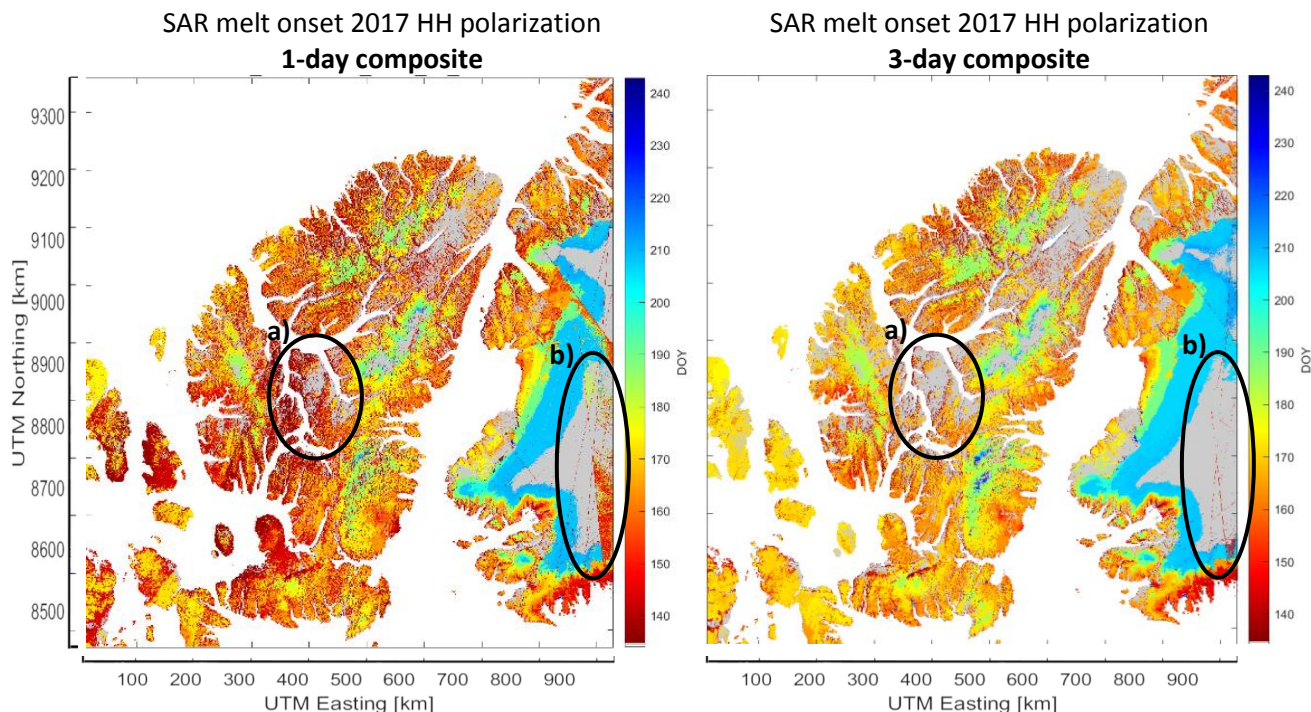 SAR melt onset 2017 HH polarization
1-day composite
SAR melt onset 2017 HH polarization
3-day composite
UTM Northing [km]
9300
9200
9100
9000
8900
8800
8700
8600
8500
a)
b)
100 200 300 400 500 600 700 800 900
UTM Easting [km]
240
230
220
210
200
190
180
170
160
150
140
DOY
a)
b)
100 200 300 400 500 600 700 800 900
UTM Easting [km]
240
230
220
210
200
190
180
170
160
150
140
DOY